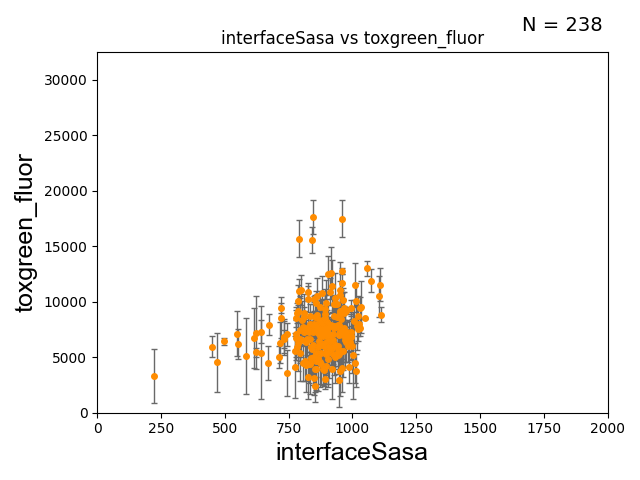 N = 238
interfaceSasa vs toxgreen_fluor
30000
25000
20000
15000
10000
5000
0
toxgreen_fluor
0 250 500 750 1000 1250 1500 1750 2000
interfaceSasa